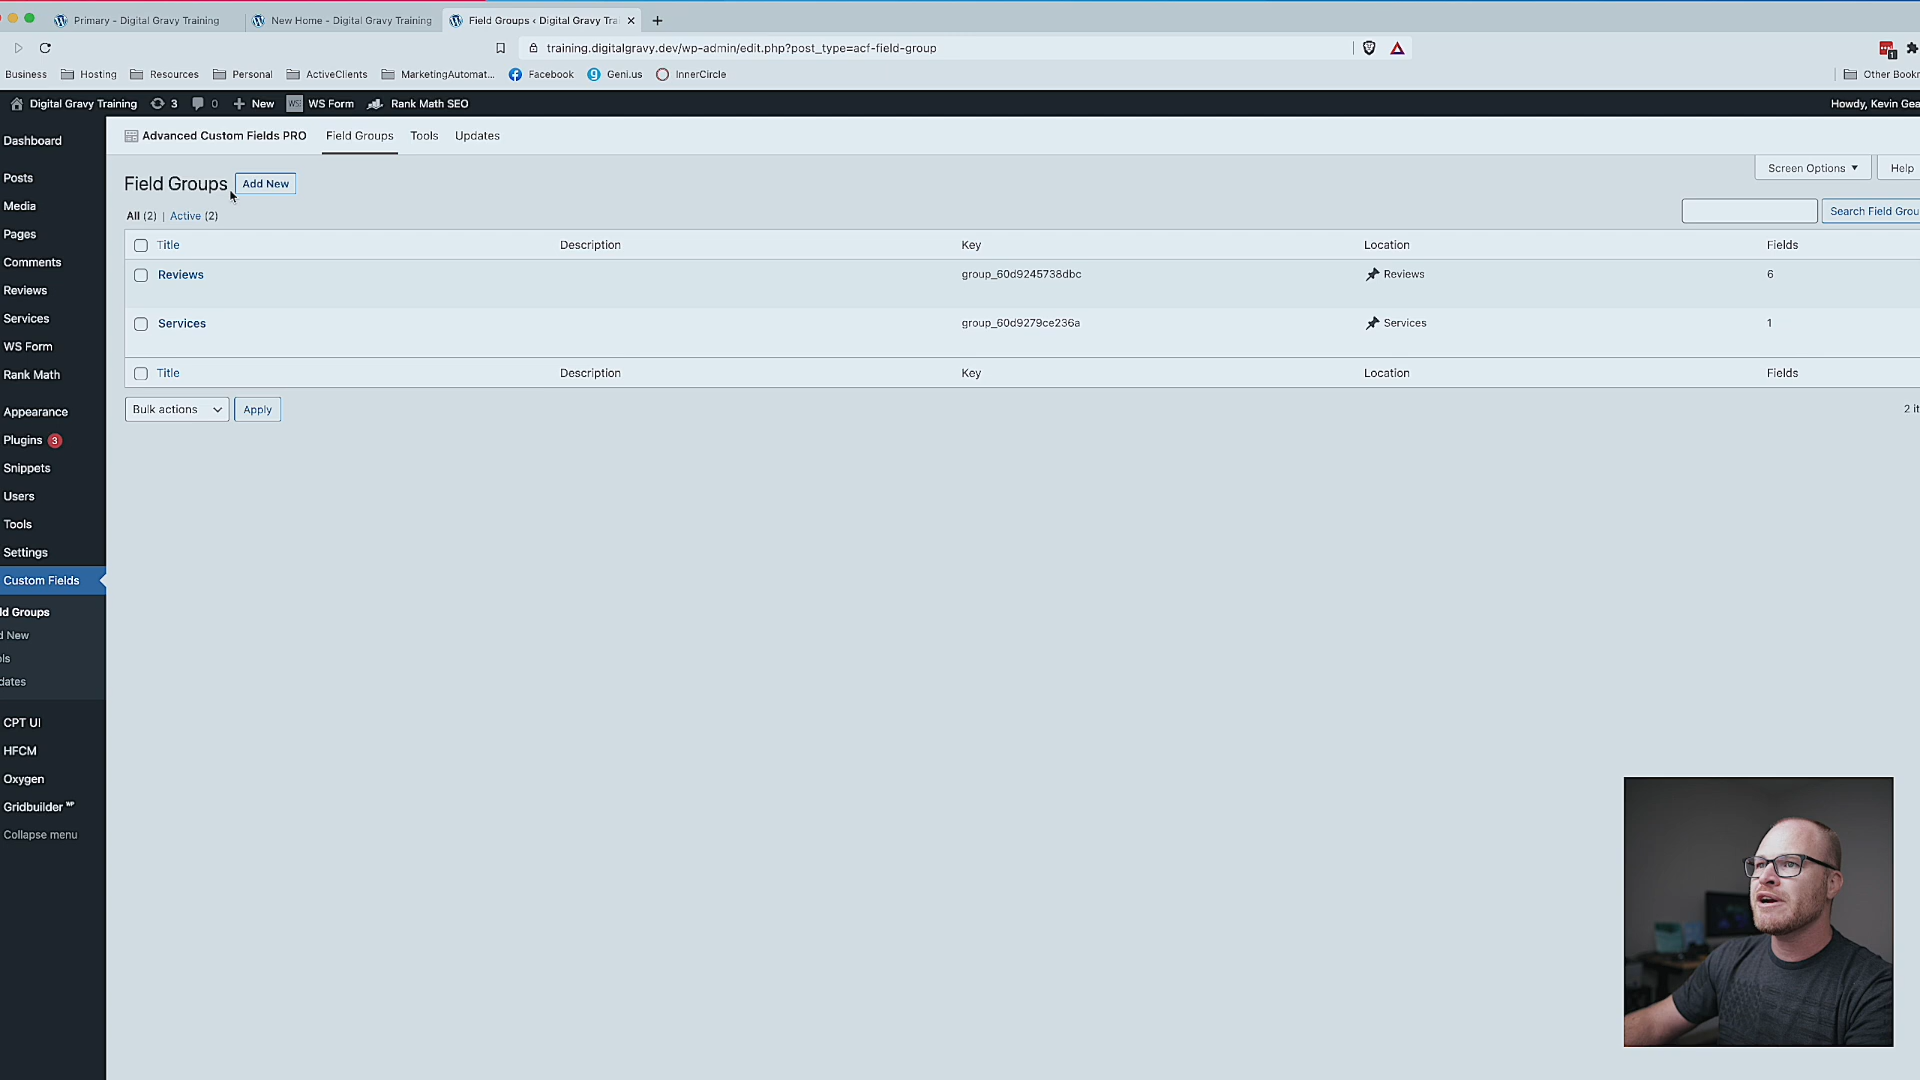 Primary - Digital Gravy Training
New Home - Digital Gravy Training
Field Groups ‹ Digital Gravy Tra
training.digitalgravy.dev/wp-admin/edit.php?post_type=acf-field-group
1
Business Hosting Resources Personal ActiveClients MarketingAutomat... Facebook Geni.us InnerCircle
Other Bookr
Digital Gravy Training 3 0 New WS Form Rank Math SEO
Howdy, Kevin Gea
Dashboard
Posts
Media
Pages
Comments
Reviews
Services
WS Form
Rank Math
Appearance
Plugins 3
Snippets
Users
Tools
Settings
Custom Fields
ld Groups
d New
ols
dates
CPT UI
HFCM
Oxygen
Gridbuilder WP
Collapse menu
Advanced Custom Fields PRO Field Groups Tools Updates
Screen Options Help
Field Groups Add New
All (2) | Active (2)
Search Field Grou
Title Description Key Location Fields
Reviews group_60d9245738dbc Reviews 6
Services group_60d9279ce236a Services 1
Title Description Key Location Fields
Bulk actions Apply
2 it